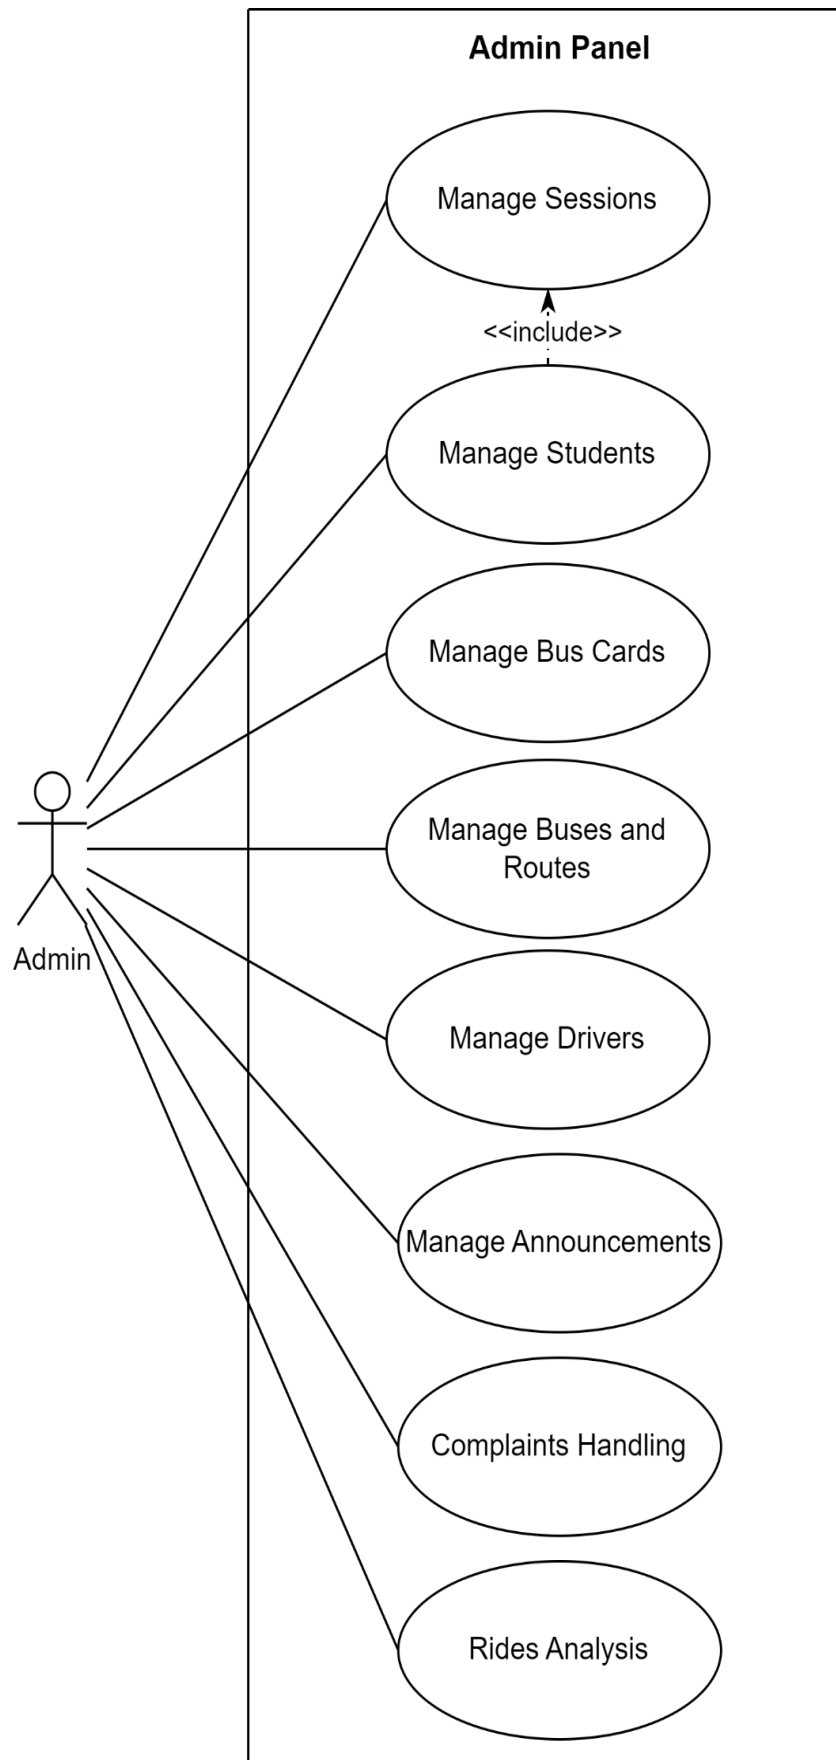 Admin Panel
Manage Sessions
<<include>>
Manage Students
Manage Bus Cards
Manage Buses and
Routes
Admin
Manage Drivers
Manage Announcements
Complaints Handling
Rides Analysis